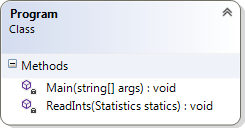 Program
Class
Methods
Main(string[] args) : void
ReadInts(Statistics statics) : void